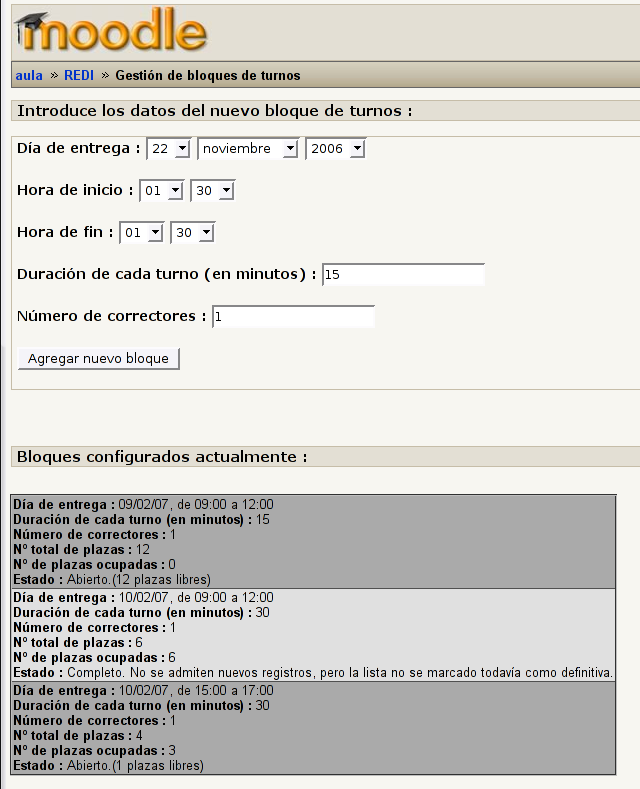 moodle
aula » REDI » Gestión de bloques de turnos
Introduce los datos del nuevo bloque de turnos :
Día de entrega : 22 noviembre 2006
Hora de inicio : 01 30
Hora de fin : 01 30
Duración de cada turno (en minutos) : 15
Número de correctores : 1
Agregar nuevo bloque
Bloques configurados actualmente :
Día de entrega : 09/02/07, de 09:00 a 12:00
Duración de cada turno (en minutos) : 15
Número de correctores : 1
Nº total de plazas : 12
Nº de plazas ocupadas : 0
Estado : Abierto.(12 plazas libres)
Día de entrega : 10/02/07, de 09:00 a 12:00
Duración de cada turno (en minutos) : 30
Número de correctores : 1
Nº total de plazas : 6
Nº de plazas ocupadas : 6
Estado : Completo. No se admiten nuevos registros, pero la lista no se marcado todavía como definitiva.
Día de entrega : 10/02/07, de 15:00 a 17:00
Duración de cada turno (en minutos) : 30
Número de correctores : 1
Nº total de plazas : 4
Nº de plazas ocupadas : 3
Estado : Abierto.(1 plazas libres)